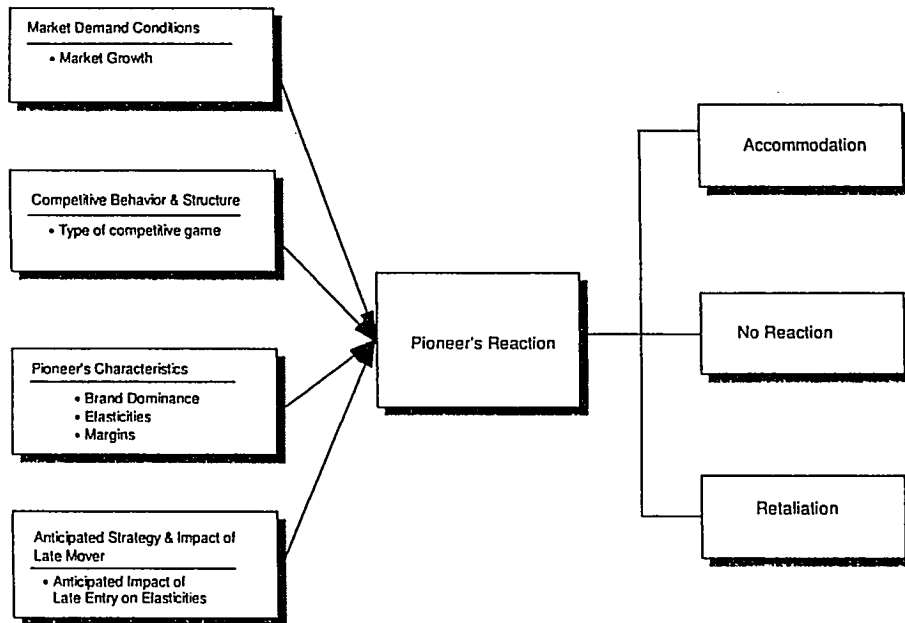 Market Demand Conditions
• Market Growth
Competitive Behavior & Structure
• Type of competitive game
Pioneer's Characteristics
• Brand Dominance
• Elasticities
• Margins
Anticipated Strategy & Impact of
Late Mover
• Anticipated Impact of
Late Entry on Elasticities
Pioneer's Reaction
Accommodation
No Reaction
Retaliation